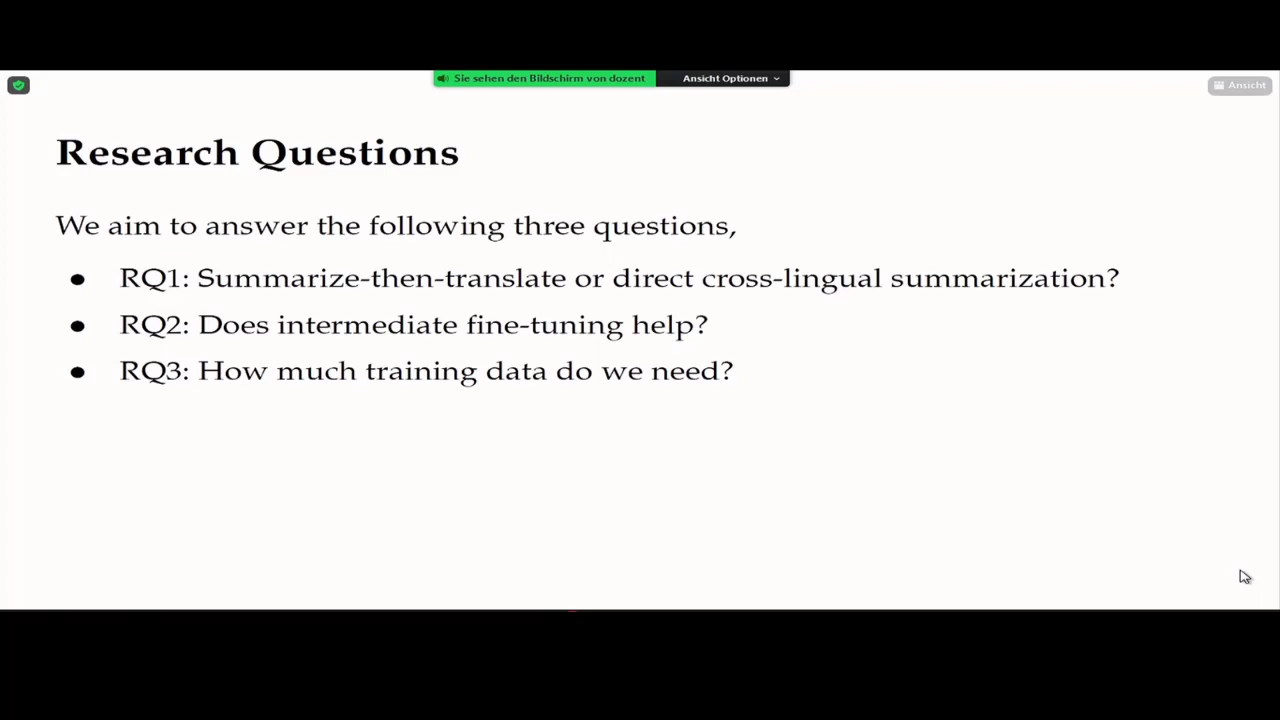 Sie sehen den Bildschirm von dozent
Ansicht Optionen
Ansicht
Research Questions
We aim to answer the following three questions,
● RQ1: Summarize-then-translate or direct cross-lingual summarization?
● RQ2: Does intermediate fine-tuning help?
● RQ3: How much training data do we need?